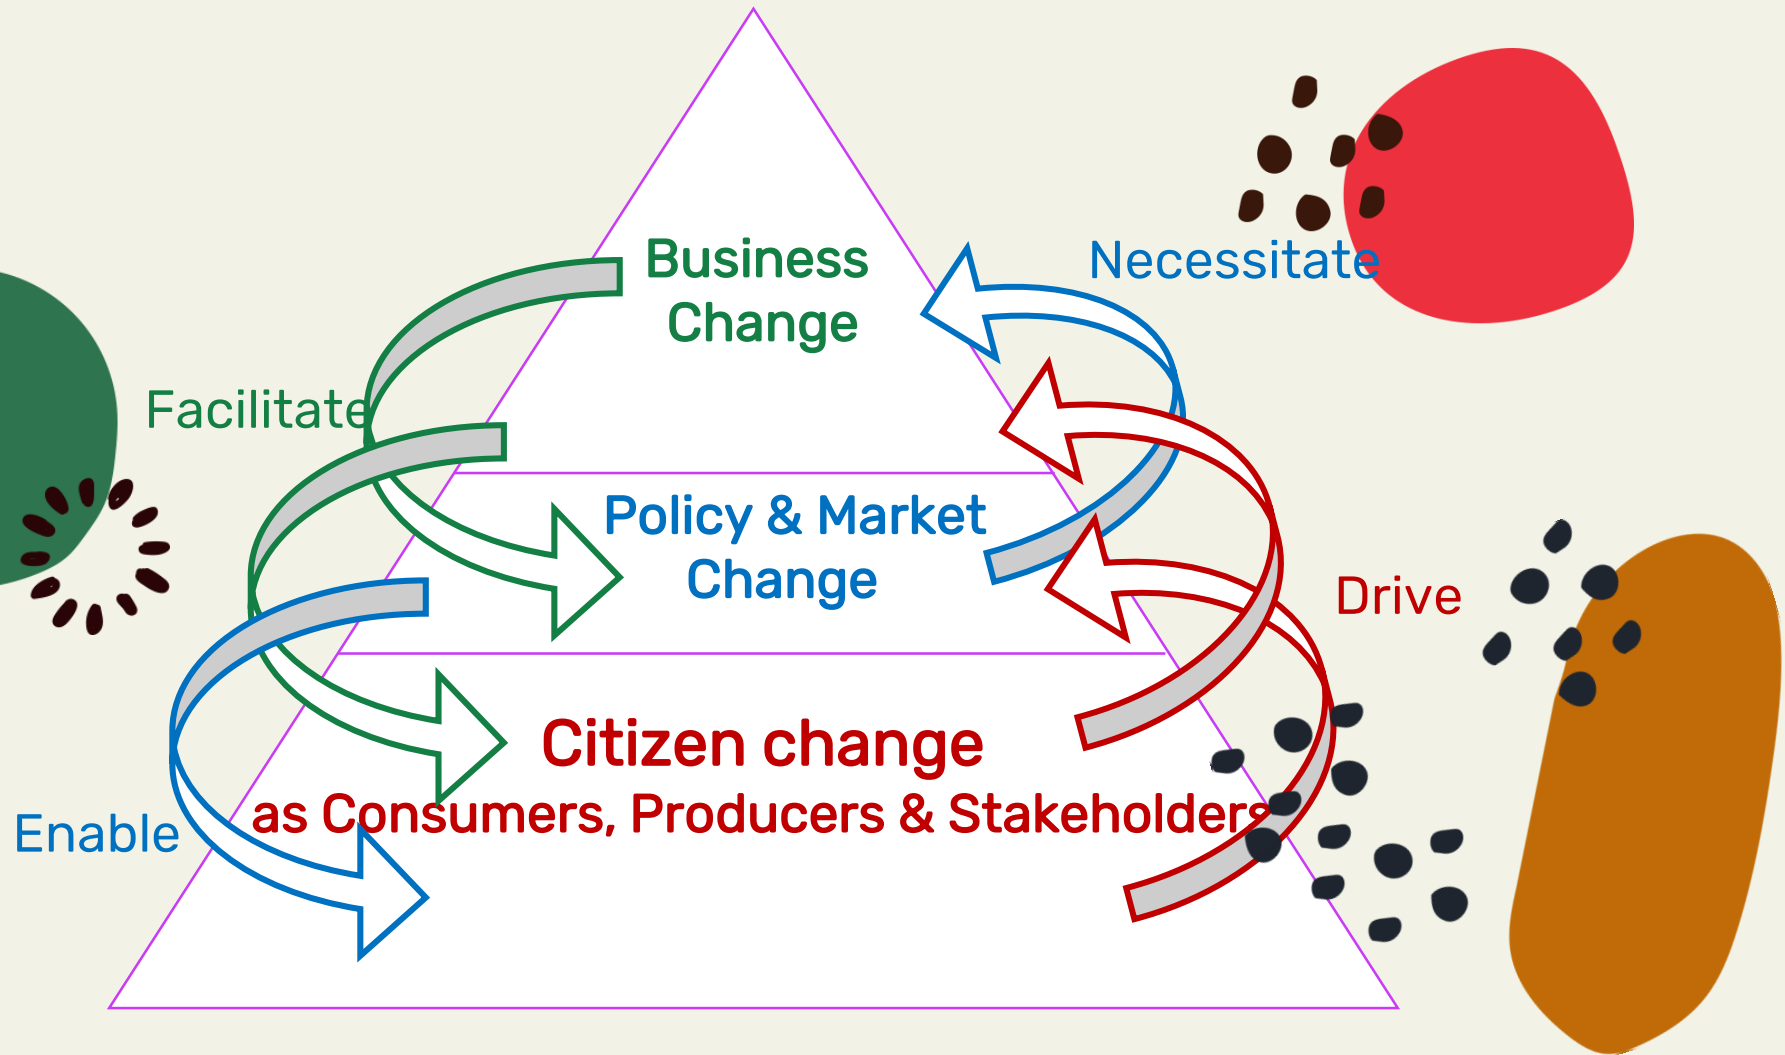 Business
Change
Necessitate
Facilitate
Policy & Market
Change
Drive
Citizen change
as Consumers, Producers & Stakeholders
Enable